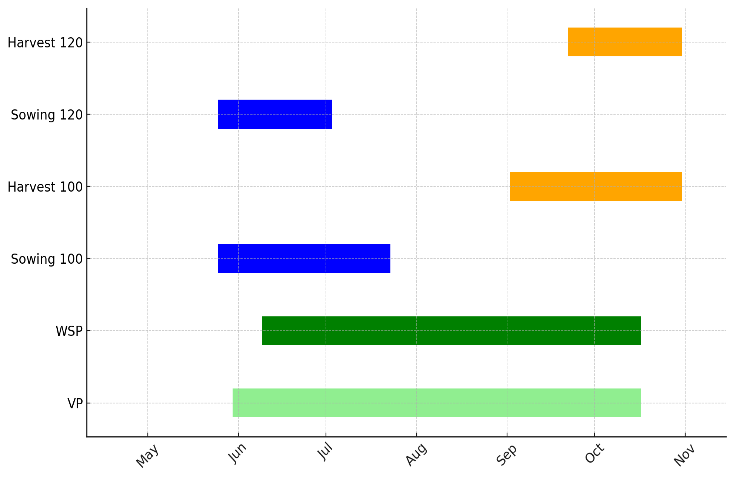 Harvest 120
Sowing 120
Harvest 100
Sowing 100
WSP
VP
May
Jun
Jul
Aug
Sep
Oct
Nov